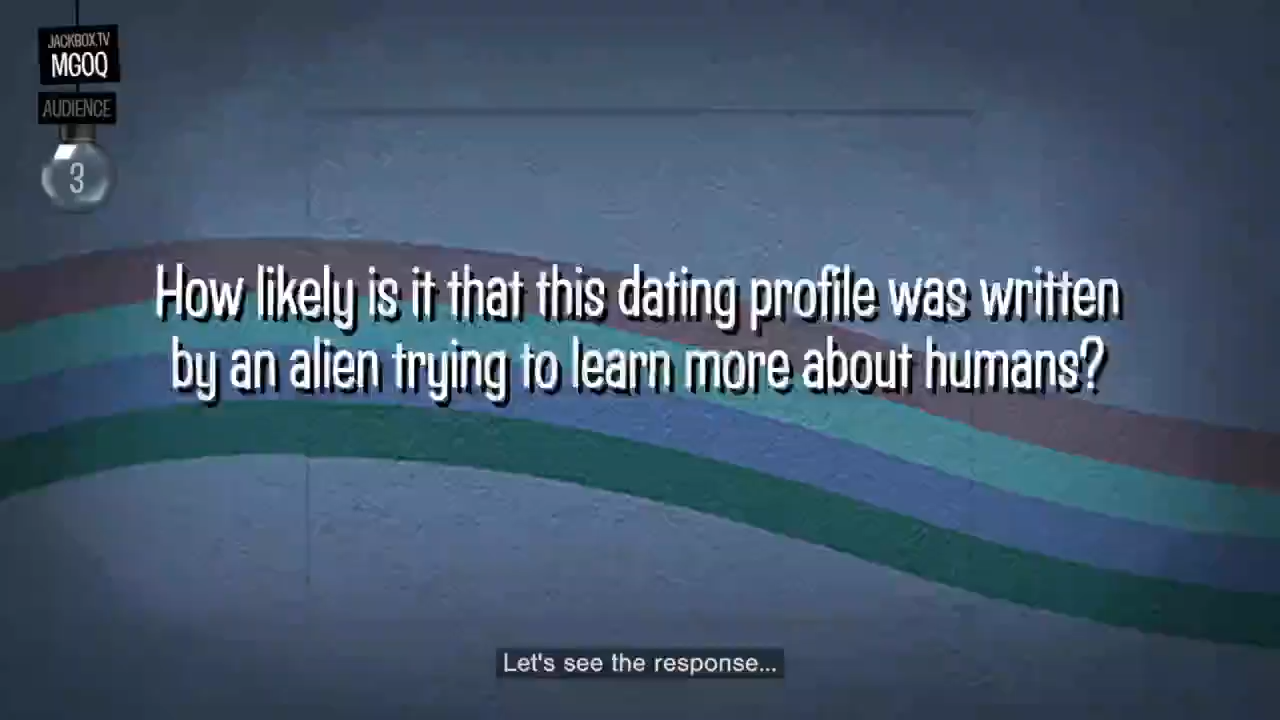 JACKBOX.TV
MGOQ
AUDIENCE
3
How likely is it that this dating profile was written
by an alien trying to learn more about humans?
Let's see the response...